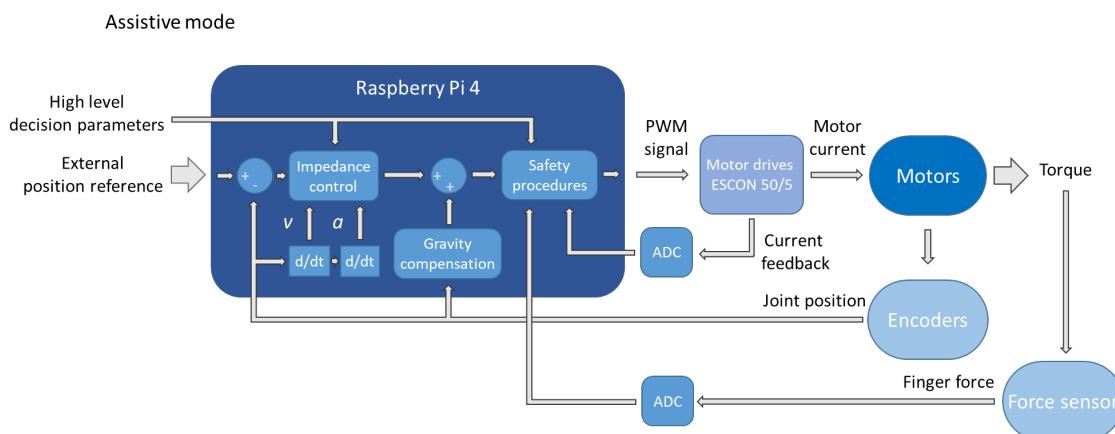 Assistive mode
Raspberry Pi 4
High level
decision parameters
External
position reference
+
-
Impedance
control
+
+
Safety
procedures
PWM
signal
Motor drives
ESCON 50/5
Motor
current
Motors
Torque
v
a
d/dt
d/dt
Gravity
compensation
ADC
Current
feedback
Joint position
Encoders
ADC
Finger force
Force sensor